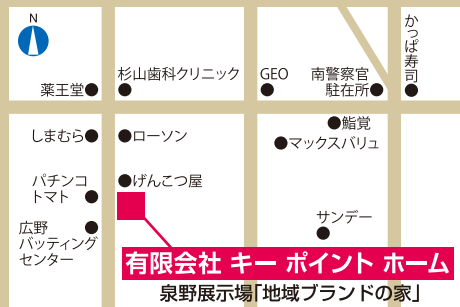 N
かっぱ寿司
杉山歯科クリニック
GEO
南警察官
駐在所
薬王堂
鮨覚
しまむら
ローソン
マックスバリュ
パチンコ
トマト
げんこつ屋
サンデー
広野
バッティング
センター
有限会社 キー ポイント ホーム
泉野展示場「地域ブランドの家」